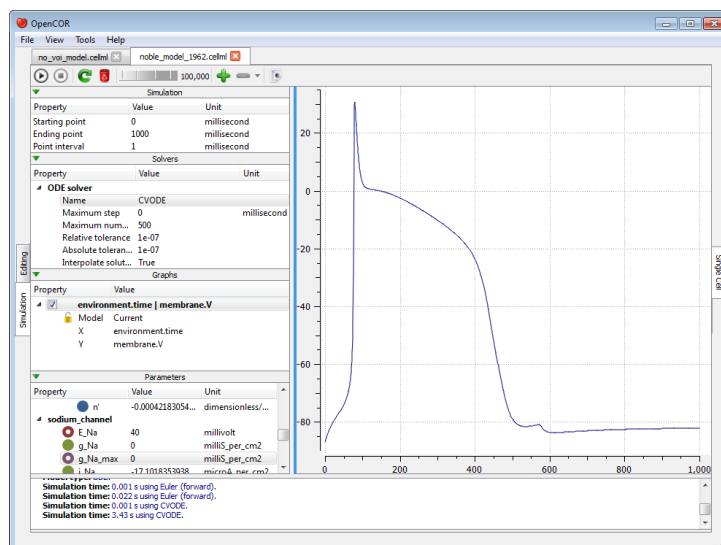 OpenCOR
File View Tools Help
no_voi_model.cellml noble_model_1962.cellml
100,000
Simulation
Property Value Unit
Starting point 0 millisecond
Ending point 1000 millisecond
Point interval 1 millisecond
Solvers
Property Value Unit
ODE solver
Name CVODE
Maximum step 0 millisecond
Maximum num... 500
Relative tolerance 1e-07
Absolute toleran... 1e-07
Interpolate solut... True
Graphs
Property Value
environment.time | membrane.V
Model Current
X environment.time
Y membrane.V
Parameters
Property Value Unit
n' -0.00042183054... dimensionless/...
sodium_channel
E_Na 40 millivolt
g_Na 0 milliS_per_cm2
g_Na_max 0 milliS_per_cm2
i_Na -17.1018353938 microA_per_cm2
Simulation time: 0.001 s using Euler (forward).
Simulation time: 0.022 s using Euler (forward).
Simulation time: 0.001 s using CVODE.
Simulation time: 3.43 s using CVODE.
Editing
Simulation
20
0
-20
-40
-60
-80
0 200 400 600 800 1,000